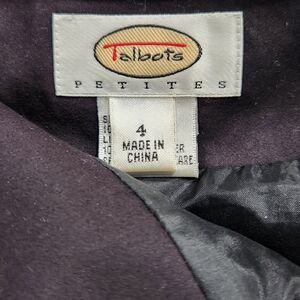 Talbots
PETITES
4
MADE IN
CHINA